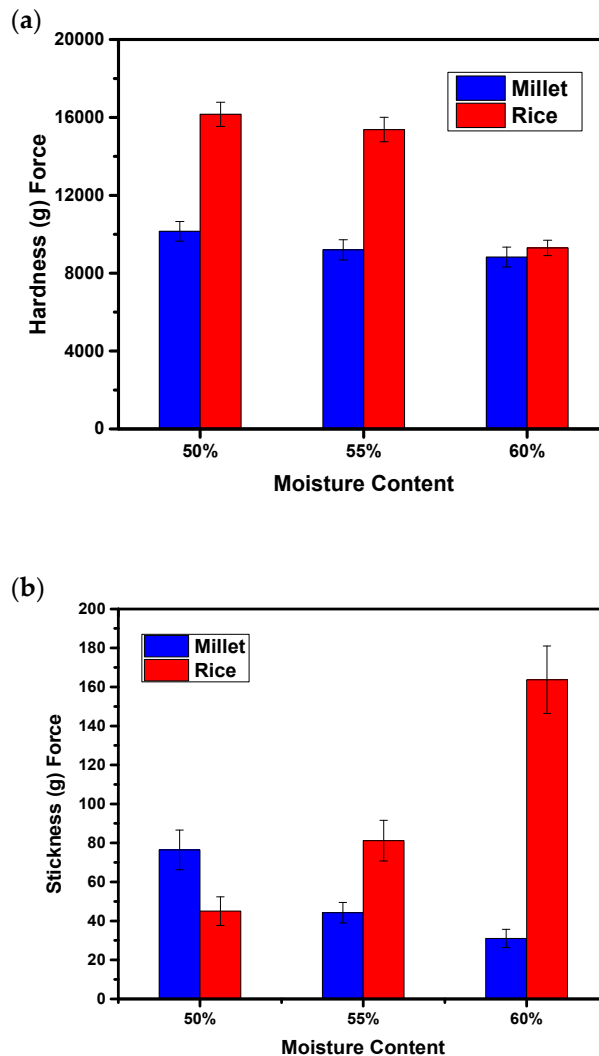 (a)
20000
16000
12000
8000
4000
0
Hardness (g) Force
Millet
Rice
50%
55%
60%
Moisture Content
(b)
200
180
160
140
120
100
80
60
40
20
0
Stickness (g) Force
Millet
Rice
50%
55%
60%
Moisture Content